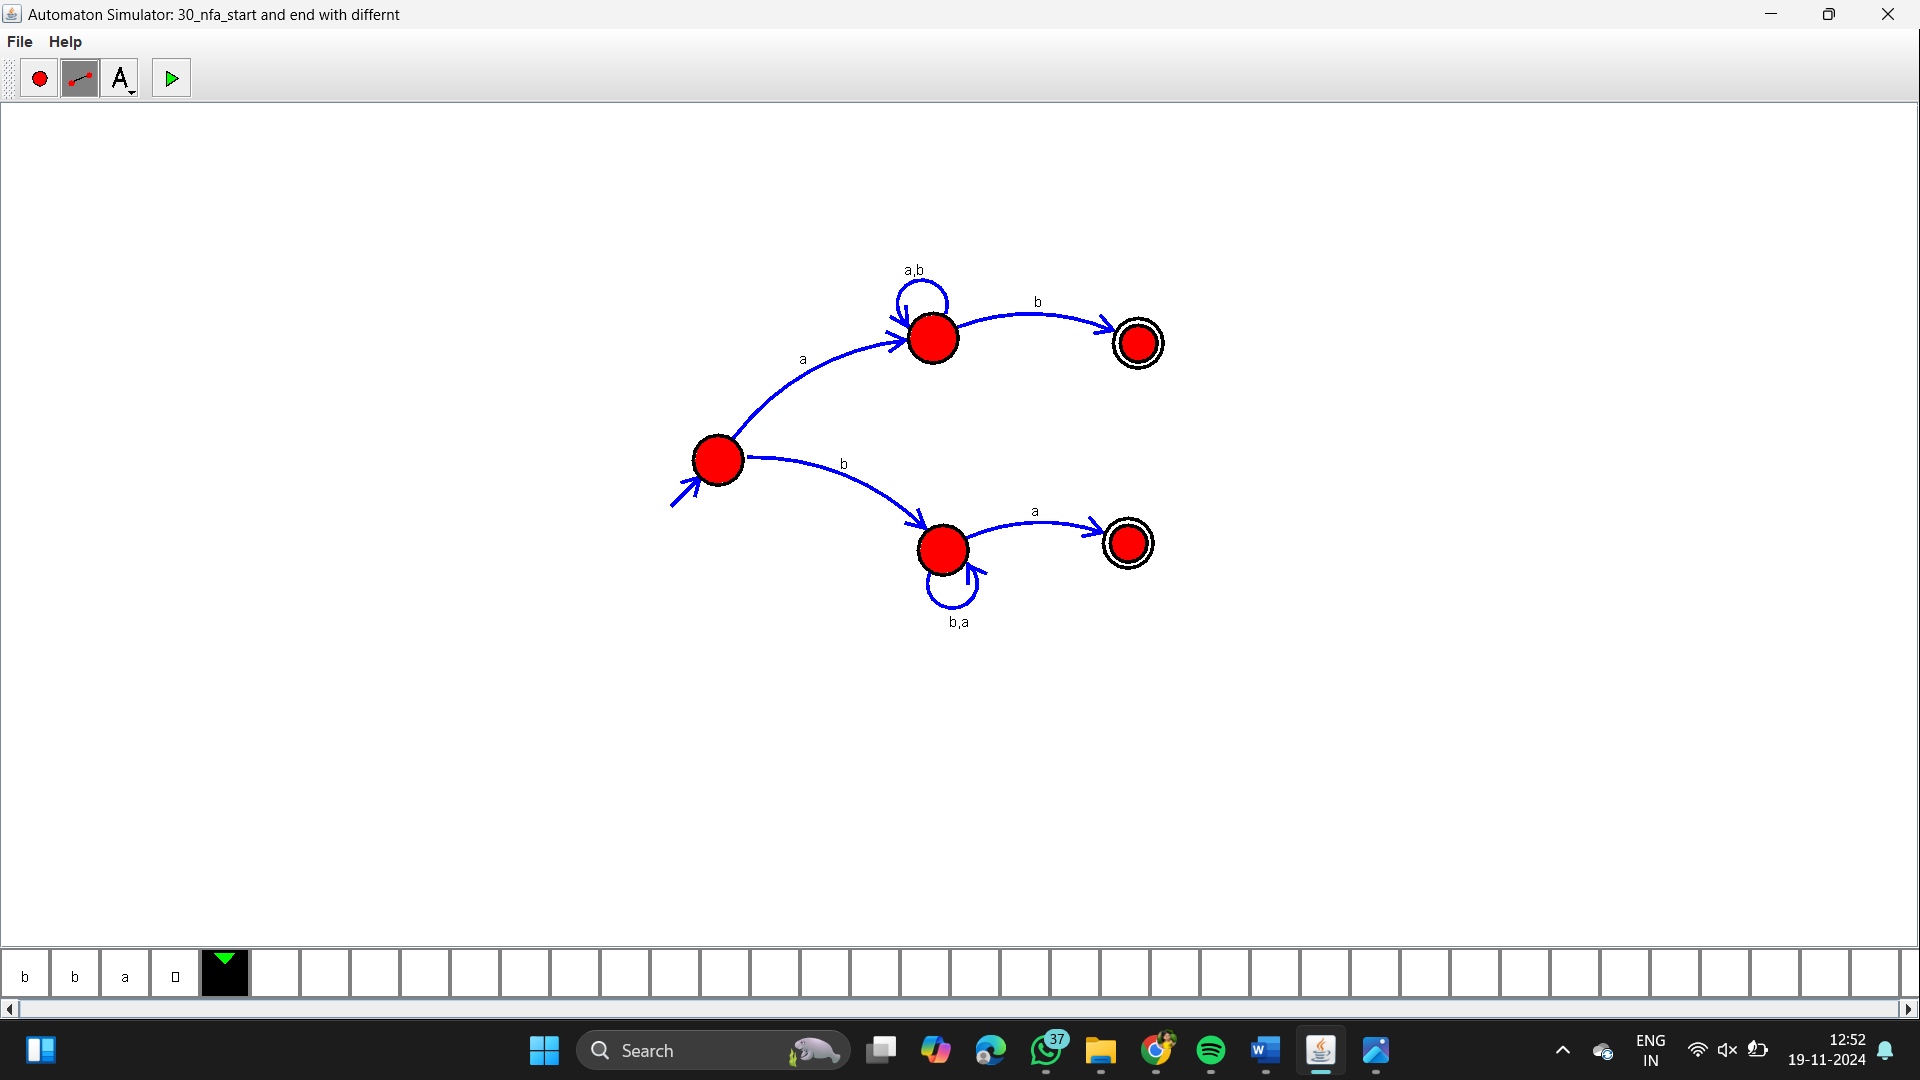 Automaton Simulator: 30_nfa_start and end with differnt
File Help
A
a,b
b
a
b
a
b,a
b b a
Search
37
ENG
IN
12:52
19-11-2024